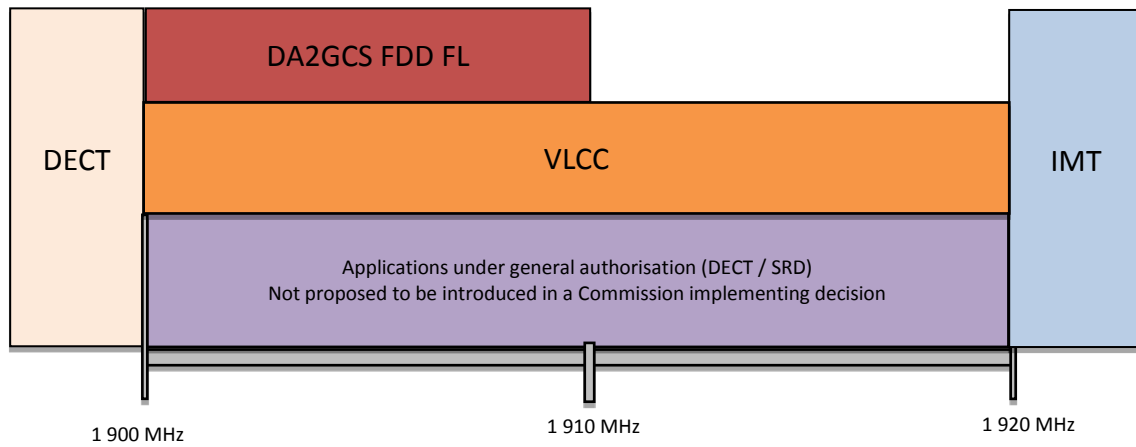 DA2GCS FDD FL
DECT
VLCC
IMT
Applications under general authorisation (DECT / SRD)
Not proposed to be introduced in a Commission implementing decision
1 900 MHz
1 910 MHz
1 920 MHz